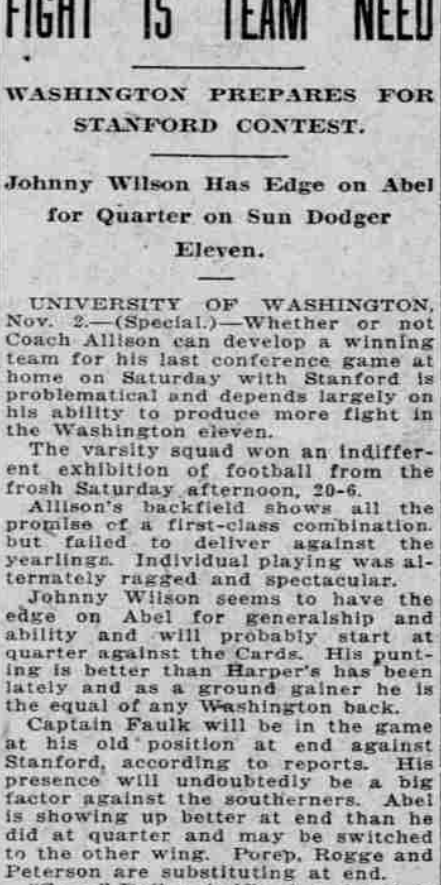 FIGHT IS TEAM NEED
WASHINGTON PREPARES FOR
STANFORD CONTEST.
Johnny Wilson Has Edge on Abel
for Quarter on Sun Dodger
Eleven.
UNIVERSITY OF WASHINGTON,
Nov. 2.—(Special.)—Whether or not
Coach Allison can develop a winning
team for his last conference game at
home on Saturday with Stanford is
problematical and depends largely on
his ability to produce more fight in
the Washington eleven.
The varsity squad won an indiffer-
ent exhibition of football from the
frosh Saturday afternoon, 20-6.
Allison's backfield shows all the
promise of a first-class combination.
but failed to deliver against the
yearlings. Individual playing was al-
ternately ragged and spectacular.
Johnny Wilson seems to have the
edge on Abel for generalship and
ability and will probably start at
quarter against the Cards. His punt-
ing is better than Harper's has been
lately and as a ground gainer he is
the equal of any Washington back.
Captain Faulk will be in the game
at his old position at end against
Stanford, according to reports. His
presence will undoubtedly be a big
factor against the southerners. Abel
is showing up better at end than he
did at quarter and may be switched
to the other wing. Porep, Rogge and
Peterson are substituting at end.